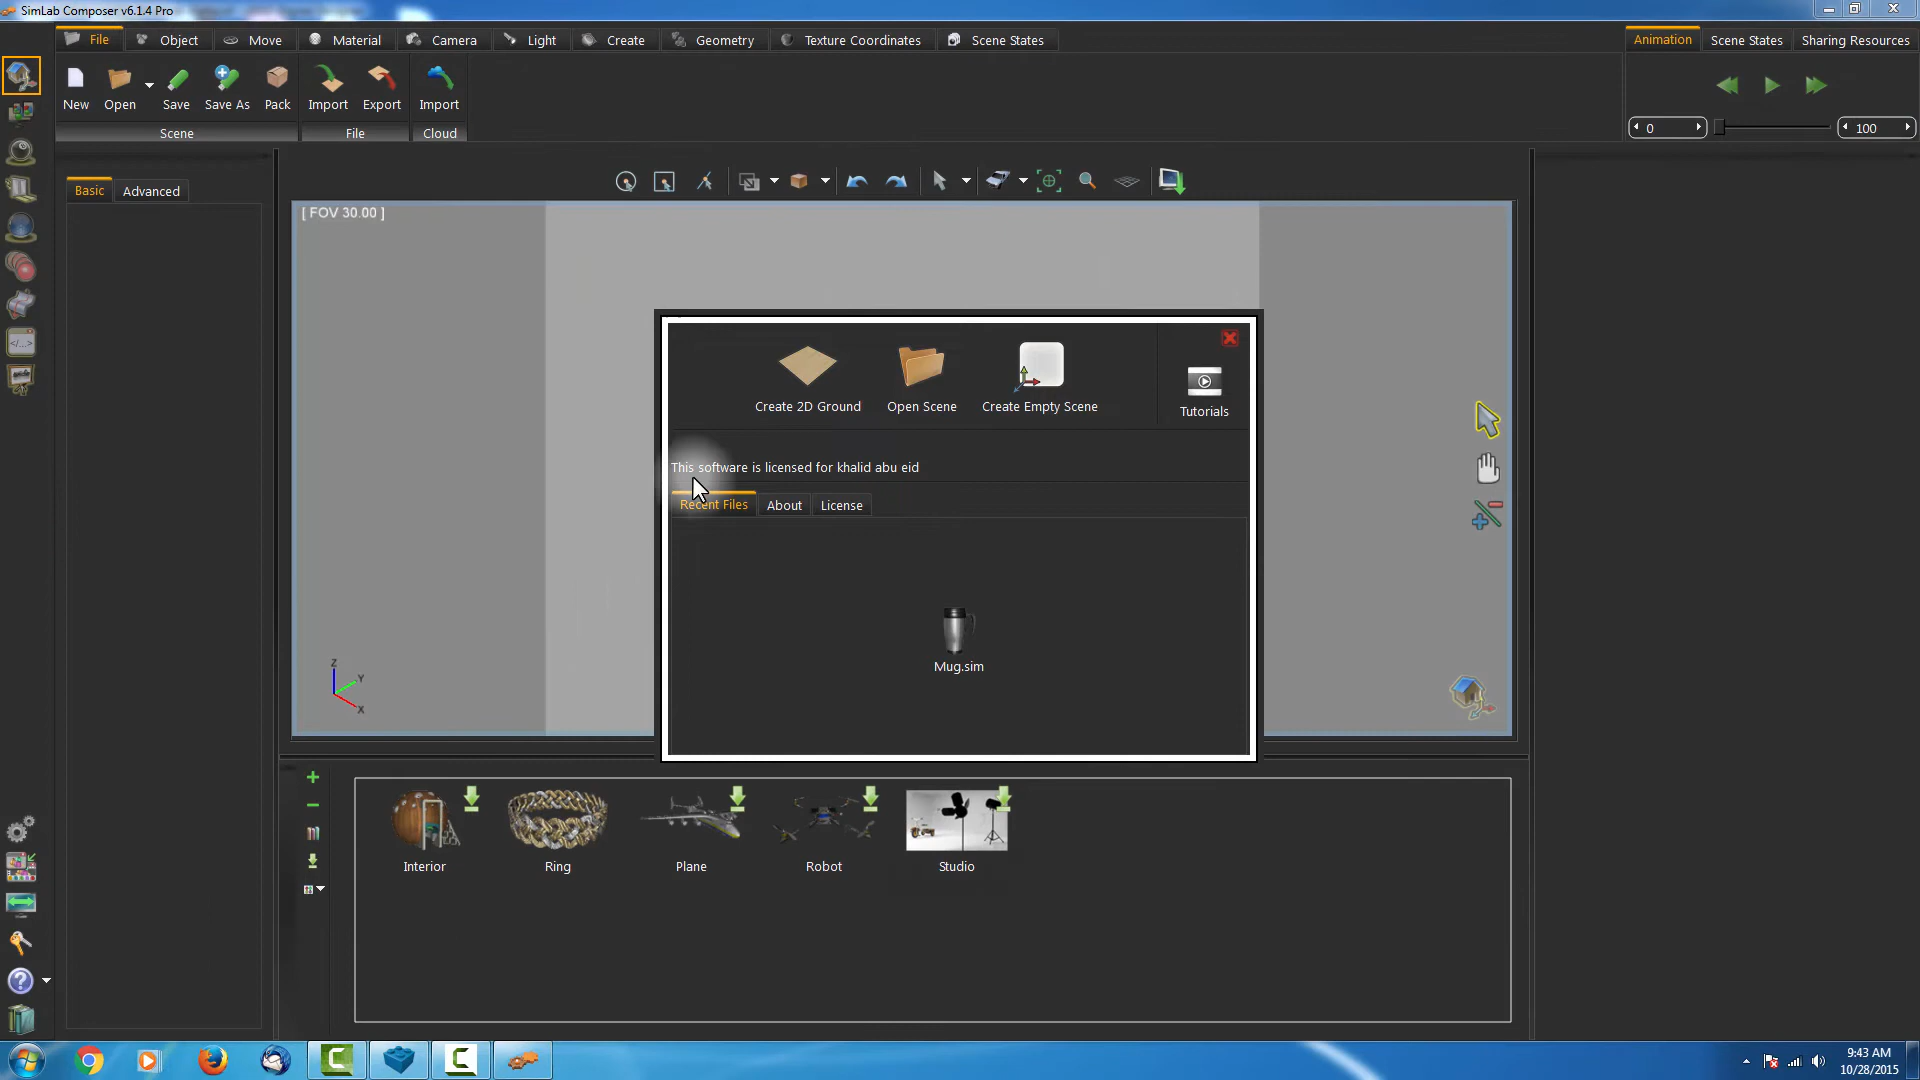 SimLab Composer v6.1.4 Pro
File
Object
Move
Material
Camera
Light
Create
Geometry
Texture Coordinates
Scene States
Animation
Scene States
Sharing Resources
New
Open
Save
Save As
Pack
Import
Export
Import
Scene
File
Cloud
0
100
Basic
Advanced
[ FOV 30.00 ]
Create 2D Ground
Open Scene
Create Empty Scene
Tutorials
This software is licensed for khalid abu eid
Recent Files
About
License
Mug.sim
Z
Y
X
Interior
Ring
Plane
Robot
Studio
9:43 AM
10/28/2015